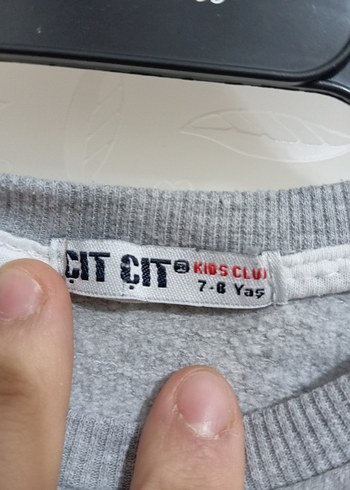 ÇIT ÇIT® KIDS CLUB
7-8 Yaş